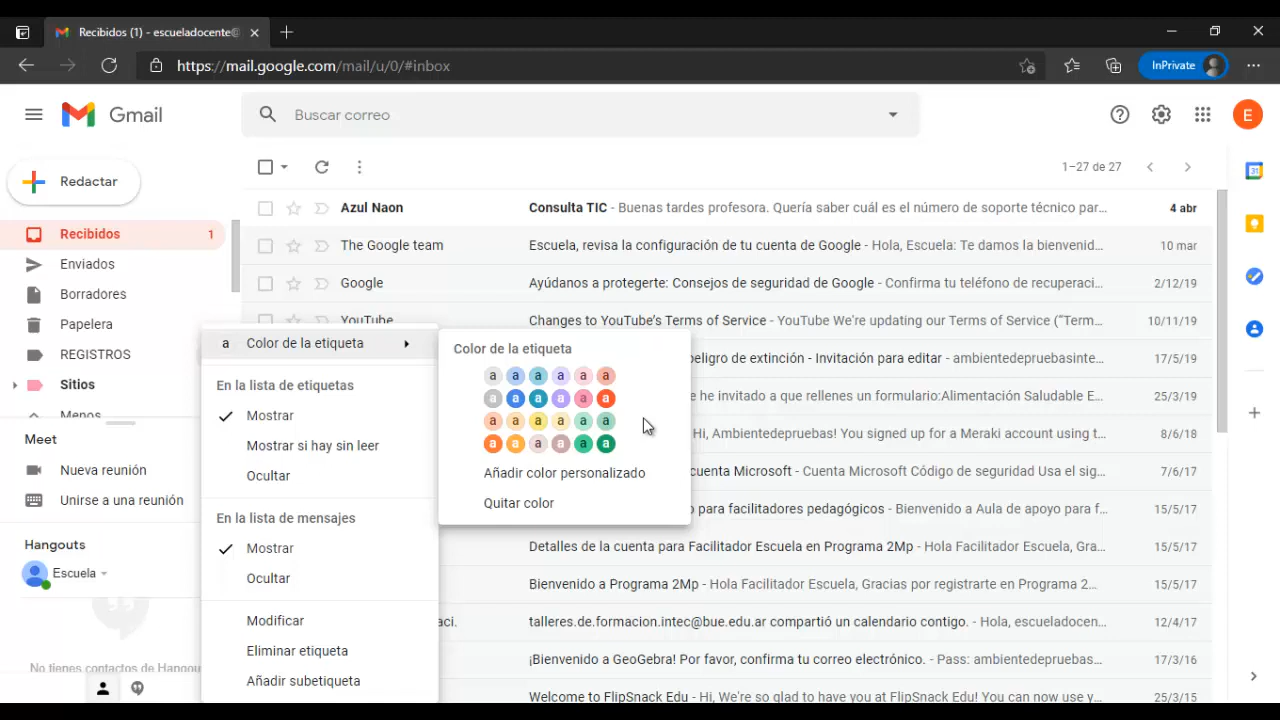 Recibidos (1) - escueladocente@
https://mail.google.com/mail/u/0/#inbox
InPrivate
Gmail
Buscar correo
E
Redactar
1–27 de 27
Recibidos 1
Enviados
Borradores
Papelera
REGISTROS
Sitios
Menos
Meet
Nueva reunión
Unirse a una reunión
Hangouts
Escuela
No tienes contactos de Hangou
Azul Naon Consulta TIC - Buenas tardes profesora. Quería saber cuál es el número de soporte técnico par... 4 abr
The Google team Escuela, revisa la configuración de tu cuenta de Google - Hola, Escuela: Te damos la bienvenid... 10 mar
Google Ayúdanos a protegerte: Consejos de seguridad de Google - Confirma tu teléfono de recuperaci... 2/12/19
YouTube Changes to YouTube's Terms of Service - YouTube We're updating our Terms of Service ("Term... 10/11/19
peligro de extinción - Invitación para editar - ambientedepruebasinte... 17/5/19
he invitado a que rellenes un formulario:Alimentación Saludable E... 25/3/19
Hi, Ambientedepruebas! You signed up for a Meraki account using t... 8/6/18
cuenta Microsoft - Cuenta Microsoft Código de seguridad Usa el sig... 7/6/17
para facilitadores pedagógicos - Bienvenido a Aula de apoyo para f... 15/5/17
Detalles de la cuenta para Facilitador Escuela en Programa 2Mp - Hola Facilitador Escuela, Gra... 15/5/17
Bienvenido a Programa 2Mp - Hola Facilitador Escuela, Gracias por registrarte en Programa 2... 15/5/17
aci. talleres.de.formacion.intec@bue.edu.ar compartió un calendario contigo. - Hola, escueladocen... 12/4/17
¡Bienvenido a GeoGebra! Por favor, confirma tu correo electrónico. - Pass: ambientedepruebas... 17/3/16
Welcome to FlipSnack Edu - Hi, We're so glad to have you at FlipSnack Edu! You can now use y... 25/3/15
a Color de la etiqueta
En la lista de etiquetas
Mostrar
Mostrar si hay sin leer
Ocultar
En la lista de mensajes
Mostrar
Ocultar
Modificar
Eliminar etiqueta
Añadir subetiqueta
Color de la etiqueta
a a a a a a
a a a a a a
a a a a a a
a a a a a a
Añadir color personalizado
Quitar color